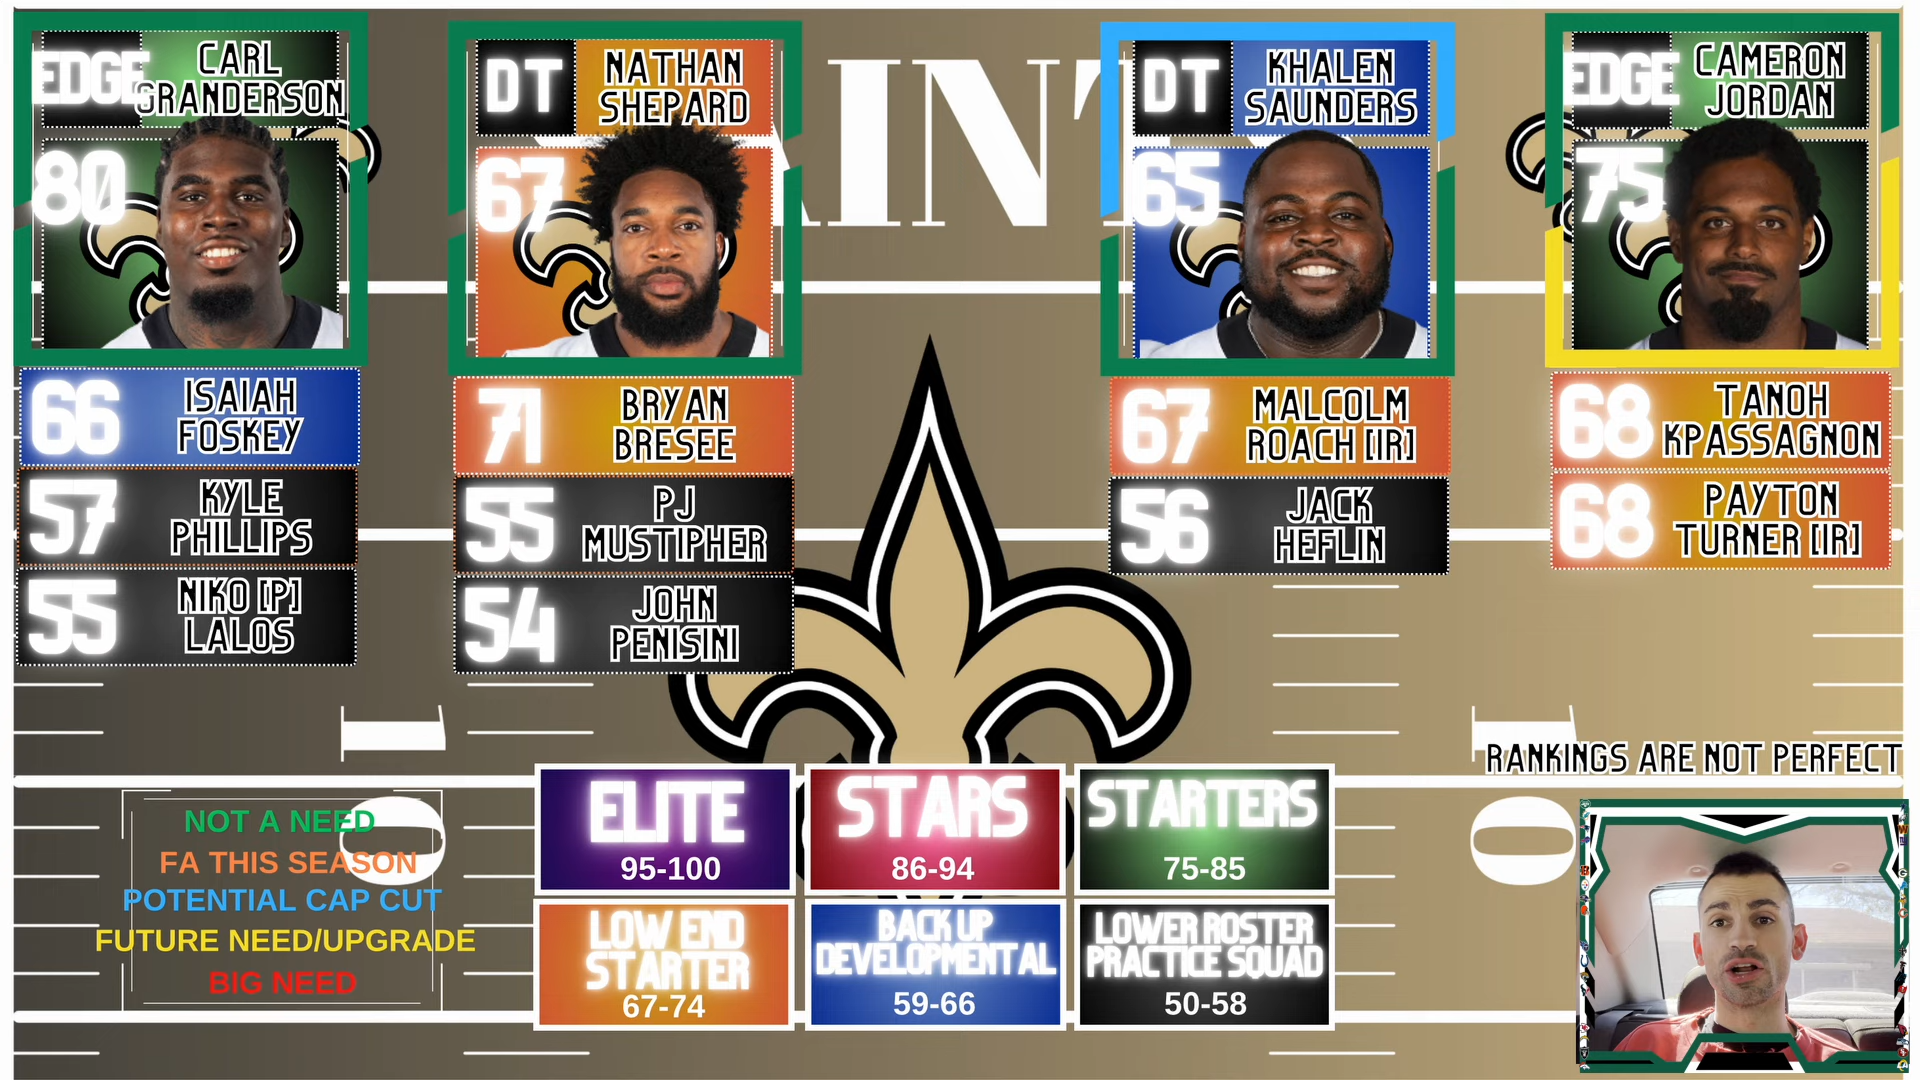 EDGE
CARL
GRANDERSON
80
66
ISAIAH
FOSKEY
57
KYLE
PHILLIPS
55
NIKO [P]
LALOS
DT
NATHAN
SHEPARD
67
71
BRYAN
BRESEE
55
PJ
MUSTIPHER
54
JOHN
PENISINI
DT
KHALEN
SAUNDERS
65
67
MALCOLM
ROACH [IR]
56
JACK
HEFLIN
EDGE
CAMERON
JORDAN
75
68
TANOH
KPASSAGNON
68
PAYTON
TURNER [IR]
RANKINGS ARE NOT PERFECT
NOT A NEED
FA THIS SEASON
POTENTIAL CAP CUT
FUTURE NEED/UPGRADE
BIG NEED
ELITE
95-100
STARS
86-94
STARTERS
75-85
LOW END
STARTER
67-74
BACK UP
DEVELOPMENTAL
59-66
LOWER ROSTER
PRACTICE SQUAD
50-58
1 0
1 0